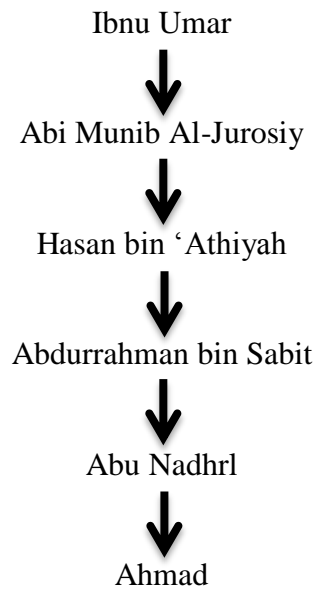 Ibnu Umar
Abi Munib Al-Jurosiy
Hasan bin ‘Athiyah
Abdurrahman bin Sabit
Abu Nadhrl
Ahmad